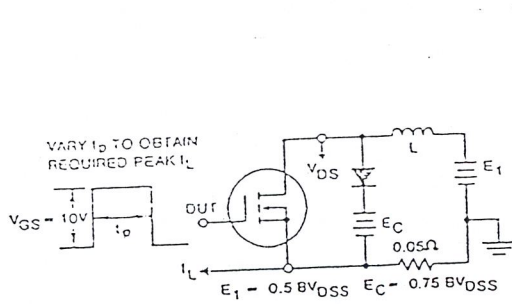 VARY tp TO OBTAIN
REQUIRED PEAK IL
VGS = 10V
tp
DUT
VDS
L
E1
EC
0.05Ω
IL
E1 = 0.5 BVDSS
EC = 0.75 BVDSS